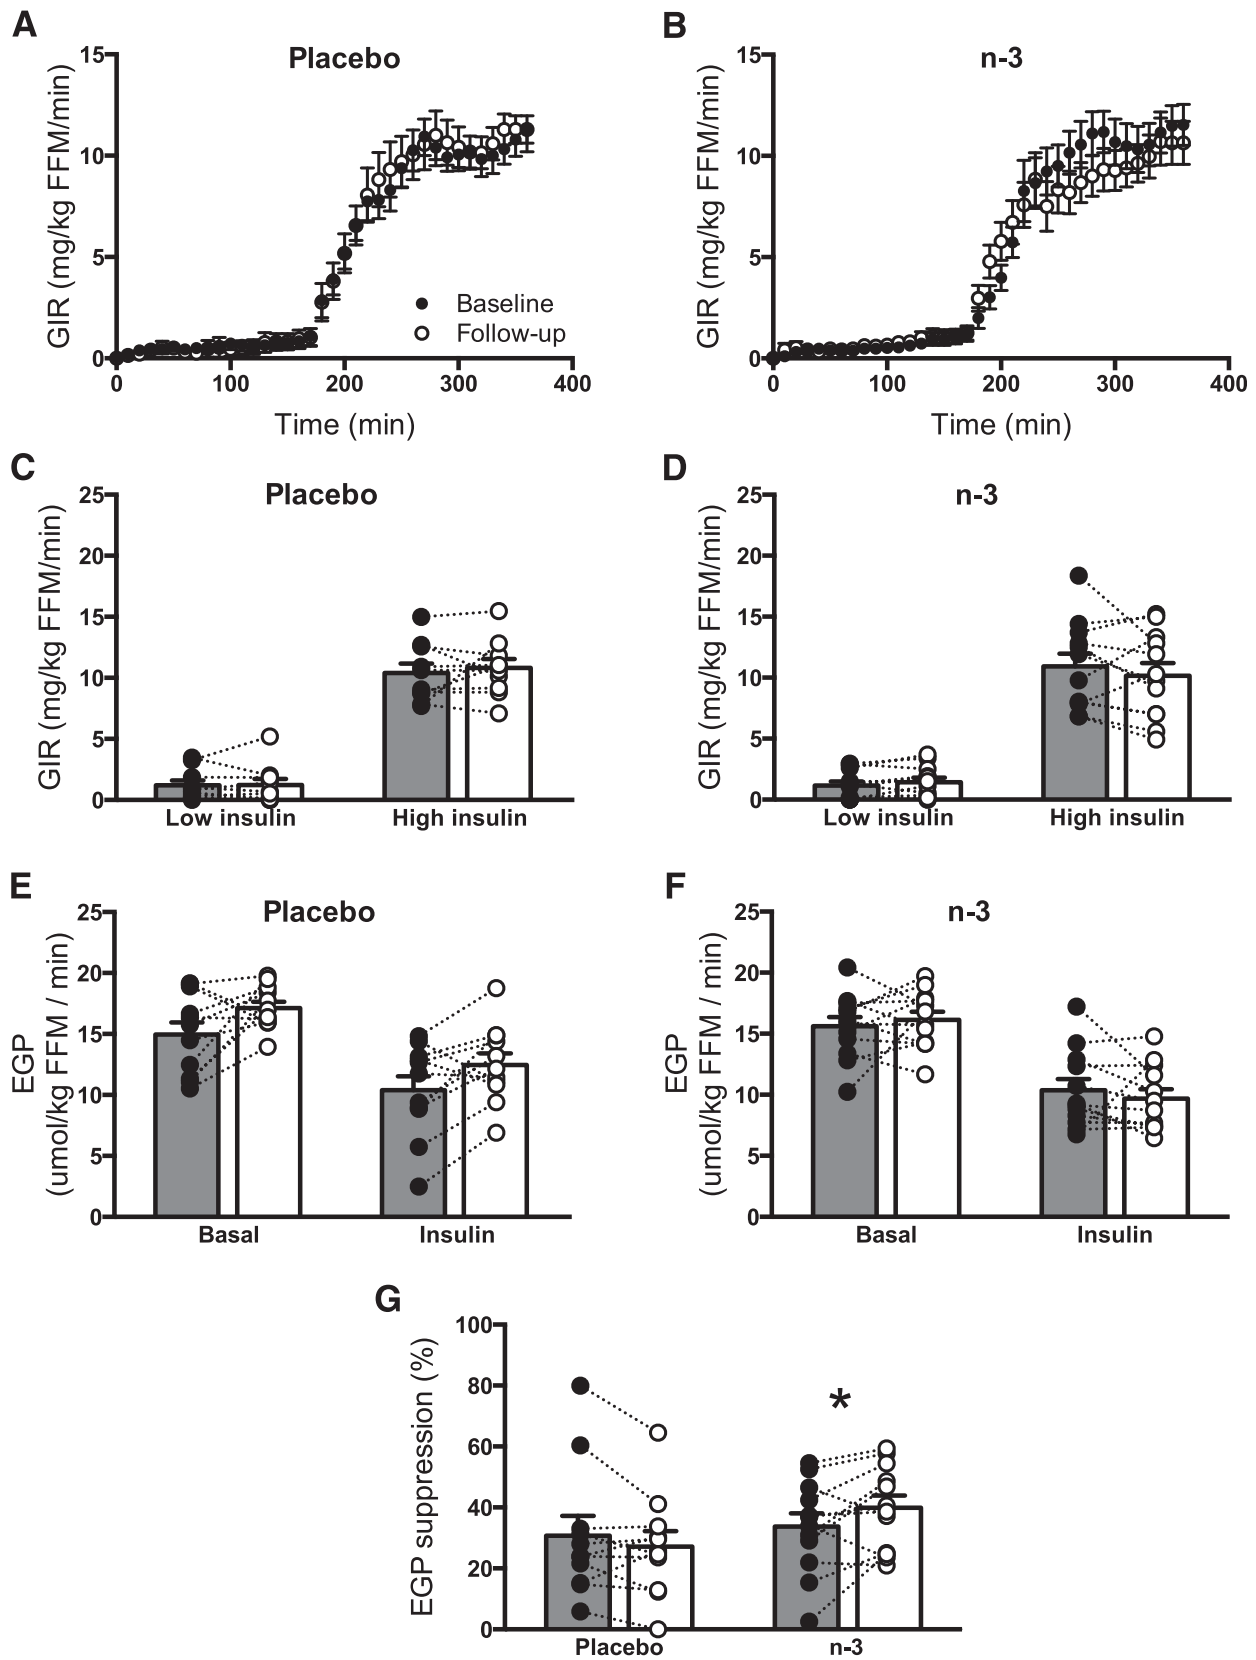 A
Placebo
GIR (mg/kg FFM/min)
15
10
5
0
0 100 200 300 400
Time (min)
Baseline
Follow-up
B
n-3
GIR (mg/kg FFM/min)
15
10
5
0
0 100 200 300 400
Time (min)
C
Placebo
GIR (mg/kg FFM/min)
25
20
15
10
5
0
Low insulin High insulin
D
n-3
GIR (mg/kg FFM/min)
25
20
15
10
5
0
Low insulin High insulin
E
Placebo
EGP
(umol/kg FFM / min)
25
20
15
10
5
0
Basal Insulin
F
n-3
EGP
(umol/kg FFM / min)
25
20
15
10
5
0
Basal Insulin
G
EGP suppression (%)
100
80
60
40
20
0
*
Placebo n-3